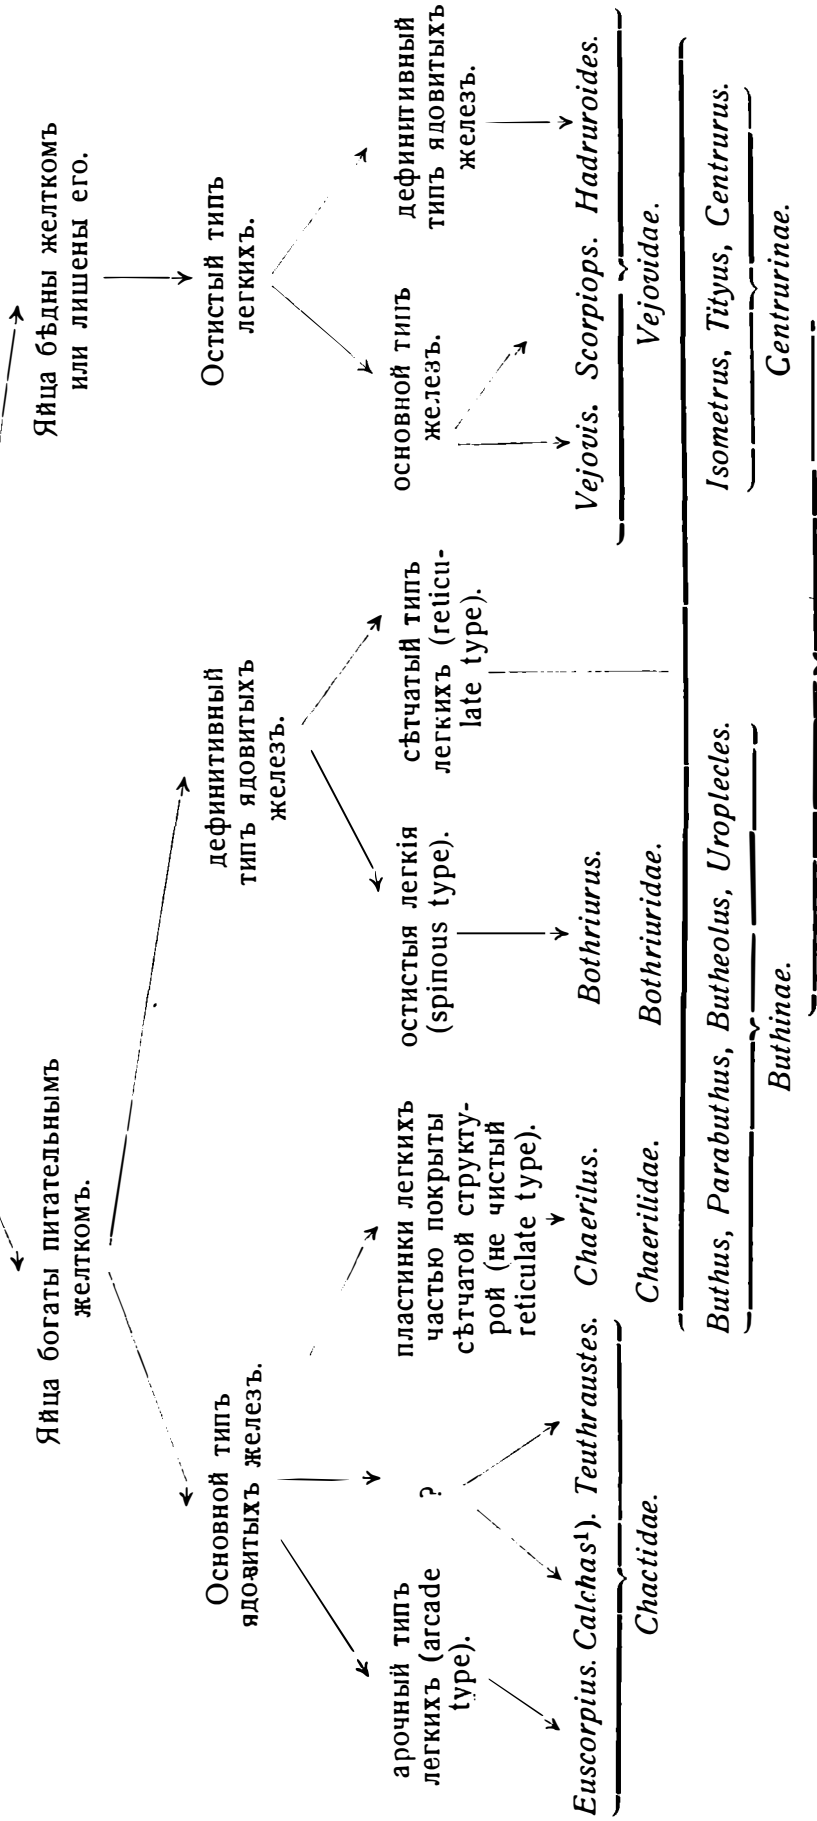 Яйца богаты питательнымъ
желткомъ.
Яйца бѣдны желткомъ
или лишены его.
Основной типъ
ядовитыхъ железъ.
дефинитивный
типъ ядовитыхъ
железъ.
Остистый типъ
легкихъ.
арочный типъ
легкихъ (arcade
type).
?
пластинки легкихъ
частью покрыты
сѣтчатой структу-
рой (не чистый
reticulate type).
остистыя легкія
(spinous type).
сѣтчатый типъ
легкихъ (reticu-
late type).
основной типъ
железъ.
дефинитивный
типъ ядовитыхъ
железъ.
Euscorpius. Calchas¹). Teuthraustes. Chaerilus.
Bothriurus.
Vejovis. Scorpiops. Hadruroides.
Chactidae.
Chaerilidae.
Bothriuridae.
Vejovidae.
Buthus, Parabuthus, Butheolus, Uroplecles.
Isometrus, Tityus, Centrurus.
Buthinae.
Centrurinae.